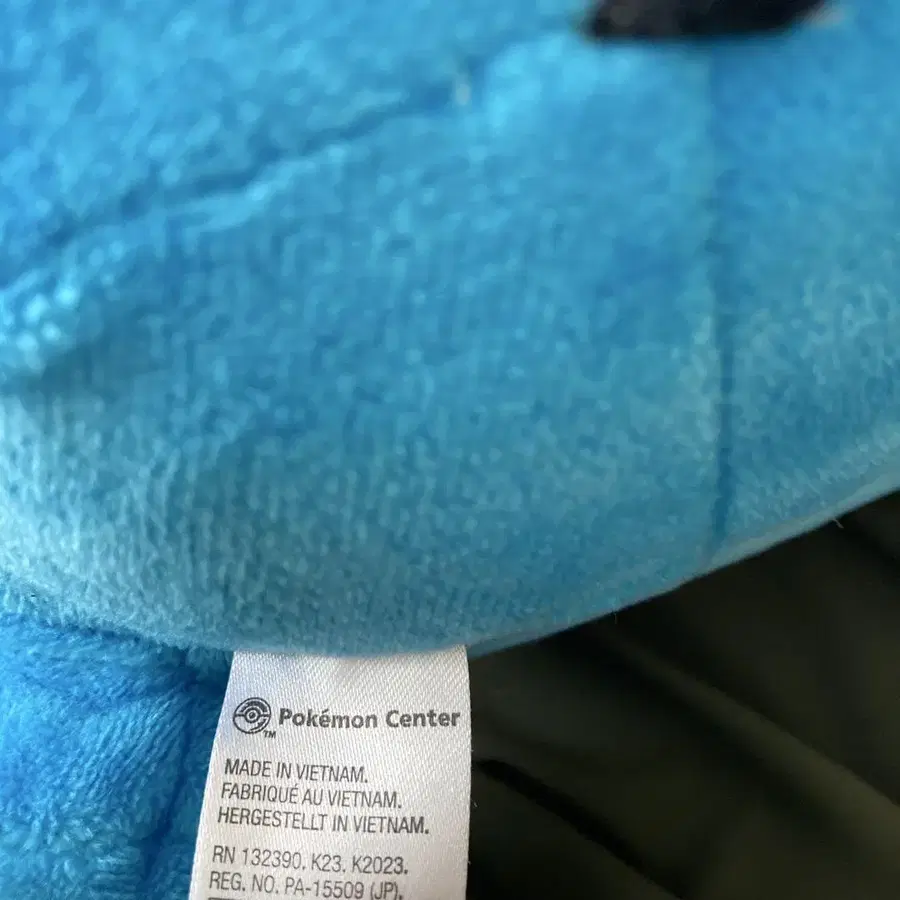 Pokémon Center
TM
MADE IN VIETNAM.
FABRIQUÉ AU VIETNAM.
HERGESTELLT IN VIETNAM.
RN 132390. K23. K2023.
REG. NO. PA-15509 (JP).